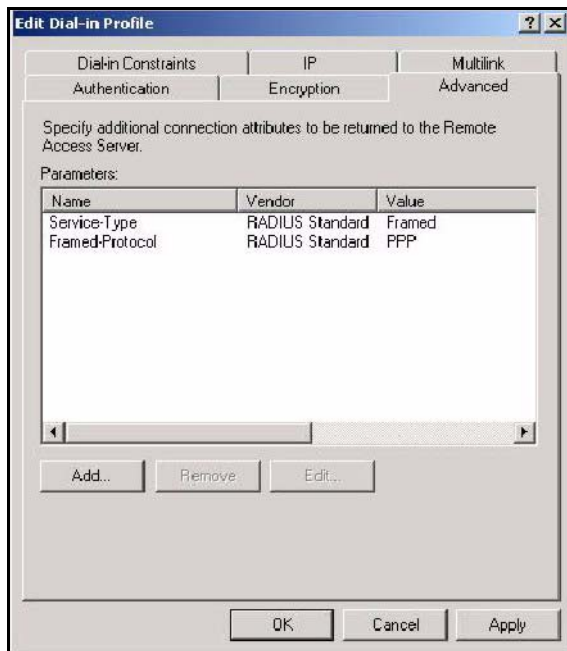 Edit Dial-in Profile
Dial-in Constraints IP Multilink
Authentication Encryption Advanced
Specify additional connection attributes to be returned to the Remote
Access Server.
Parameters:
Name Vendor Value
Service-Type RADIUS Standard Framed
Framed-Protocol RADIUS Standard PPP
Add... Remove Edit...
OK Cancel Apply